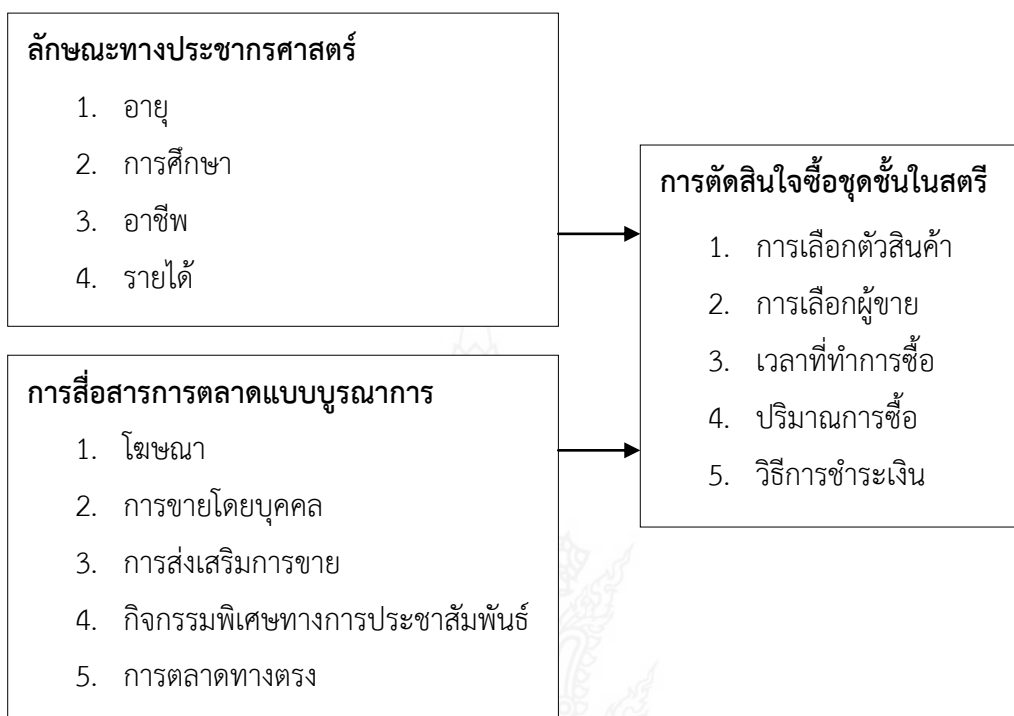 ลักษณะทางประชากรศาสตร์
1. อายุ
2. การศึกษา
3. อาชีพ
4. รายได้
การสื่อสารการตลาดแบบบูรณาการ
1. โฆษณา
2. การขายโดยบุคคล
3. การส่งเสริมการขาย
4. กิจกรรมพิเศษทางการประชาสัมพันธ์
5. การตลาดทางตรง
การตัดสินใจซื้อชุดชั้นในสตรี
1. การเลือกตัวสินค้า
2. การเลือกผู้ขาย
3. เวลาที่ทำการซื้อ
4. ปริมาณการซื้อ
5. วิธีการชำระเงิน